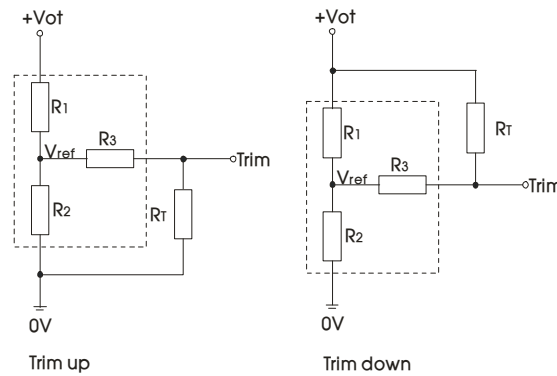 +Vot
R1
Vref
R3
Trim
R2
RT
0V
Trim up
+Vot
R1
RT
Vref
R3
Trim
R2
0V
Trim down